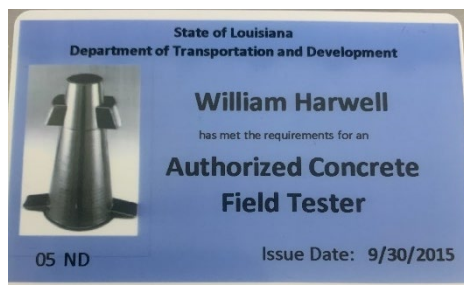 State of Louisiana
Department of Transportation and Development
William Harwell
has met the requirements for an
Authorized Concrete
Field Tester
05 ND
Issue Date: 9/30/2015